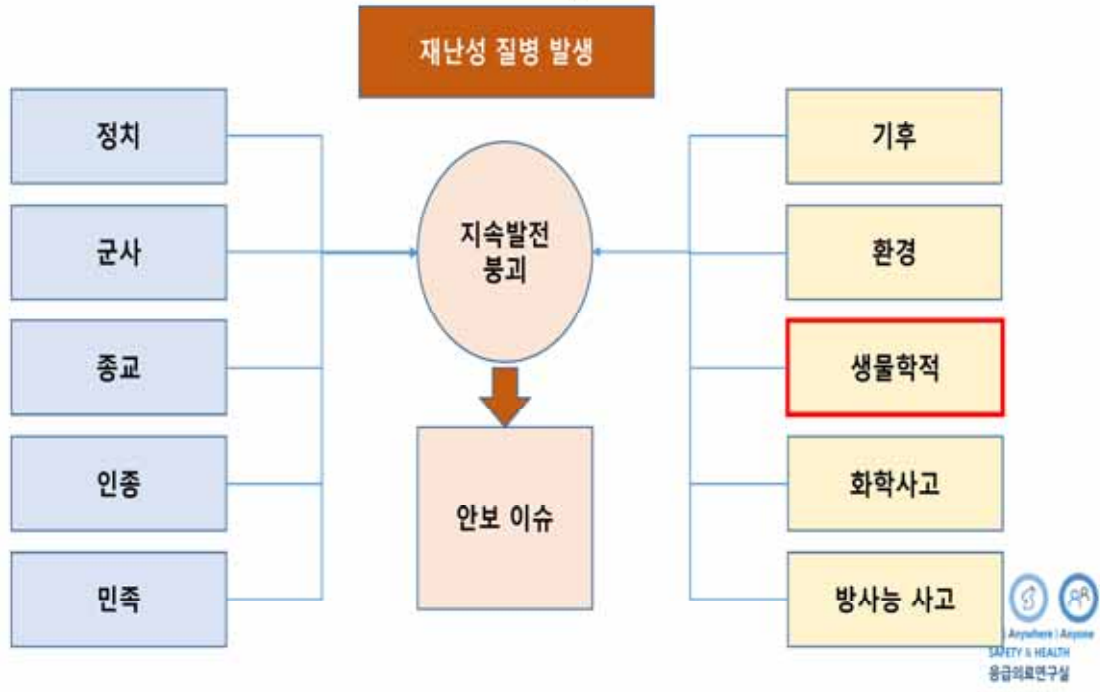 재난성 질병 발생
정치
군사
종교
인종
민족
지속발전
붕괴
안보 이슈
기후
환경
생물학적
화학사고
방사능 사고
Anywhere | Anyone
SAFETY & HEALTH
응급의료연구실